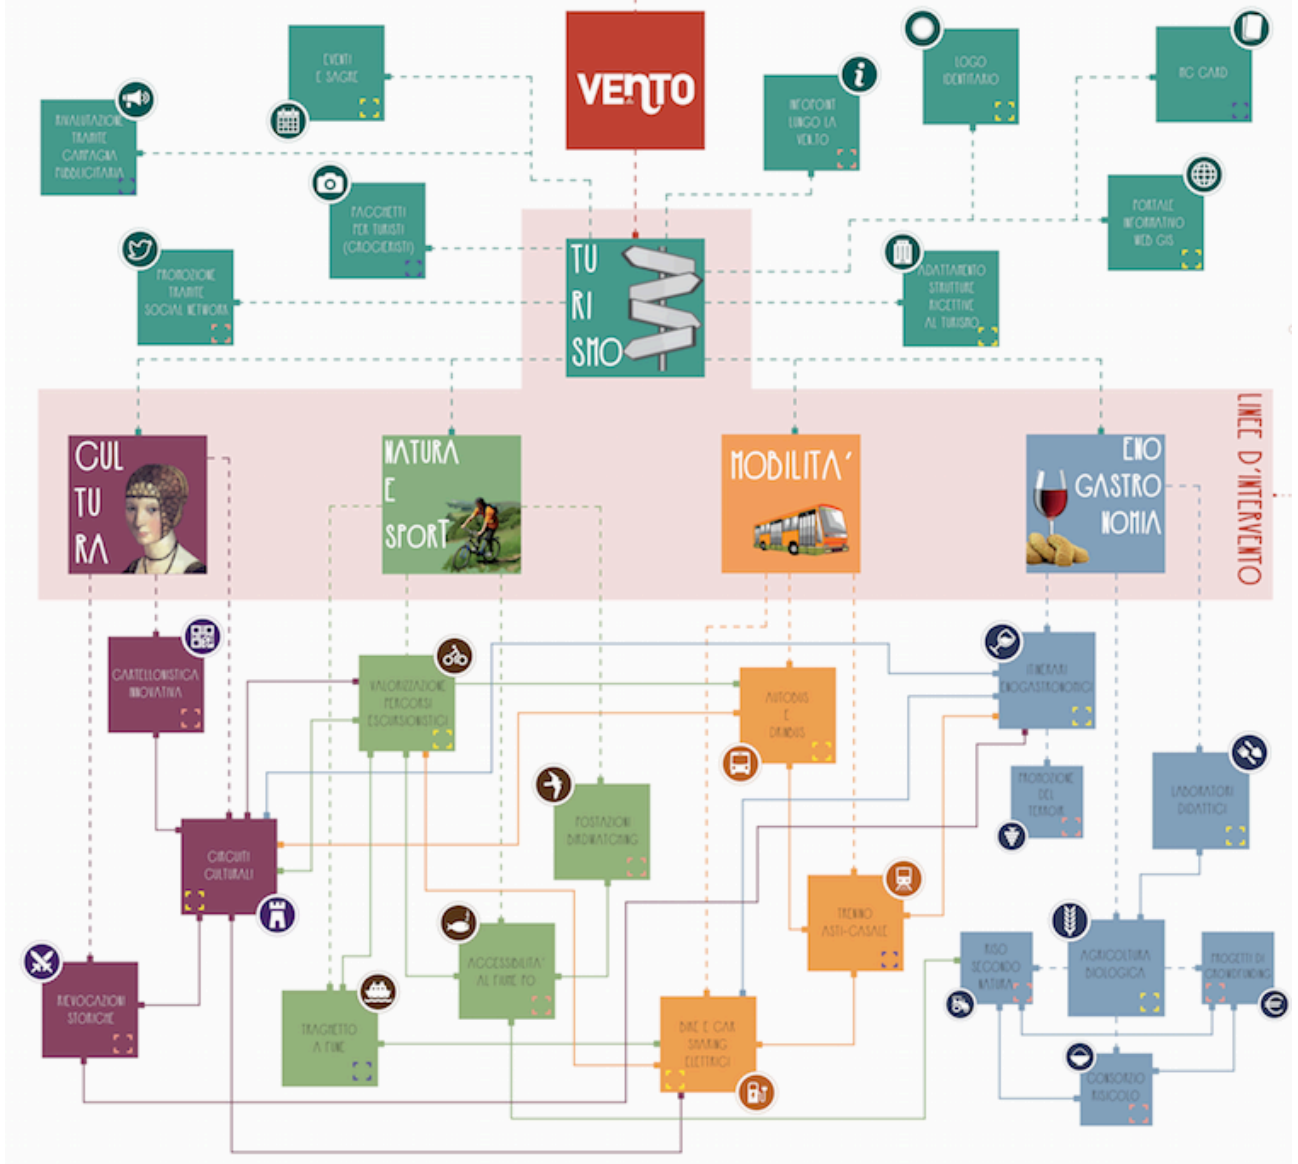 EVENTI
E SAGRE
VENTO
LOGO
IDENTITARIO
MC CARD
INFOPOINT
LUNGO LA
VEN.TO
RIVALUTAZIONE
TRAMITE
CAMPAGNA
PUBBLICITARIA
PACCHETTI
PER TURISTI
(CROCIERISTI)
PORTALE
INFORMATIVO
WEB GIS
PROMOZIONE
TRAMITE
SOCIAL NETWORK
TU
RI
SMO
ADATTAMENTO
STRUTTURE
RICETTIVE
AL TURISMO
LINEE D'INTERVENTO
CUL
TU
RA
NATURA
E
SPORT
MOBILITA'
ENO
GASTRO
NOMIA
CARTELLONISTICA
INNOVATIVA
VALORIZZAZIONE
PERCORSI
ESCURSIONISTICI
AUTOBUS
E
ITINERARI
ENOGASTRONOMICI
PROMOZIONE
DEL
TERROIR
LABORATORI
DIDATTICI
POSTAZIONI
BIRDWATCHING
CIRCUITI
CULTURALI
TRENINO
ASTI-CASALE
ACCESSIBILITA'
AL FIUME PO
RISO
SECONDO
NATURA
AGRICOLTURA
BIOLOGICA
PROGETTI DI
CROWDFUNDING
RIEVOCAZIONI
STORICHE
TRAGHETTO
A FUNE
BIKE E CAR
SHARING
ELETTRICI
CONSORZIO
RISICOLO